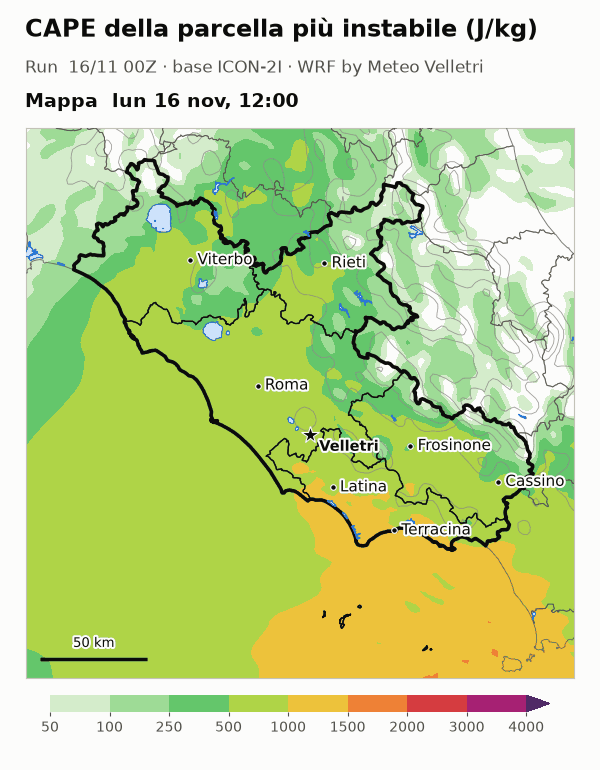 CAPE della parcella più instabile (J/kg)
Run  16/11 00Z · base ICON-2I · WRF by Meteo Velletri
Mappa  lun 16 nov, 12:00
Viterbo
Rieti
Roma
Velletri
Frosinone
Cassino
Latina
Terracina
50 km
50 100 250 500 1000 1500 2000 3000 4000